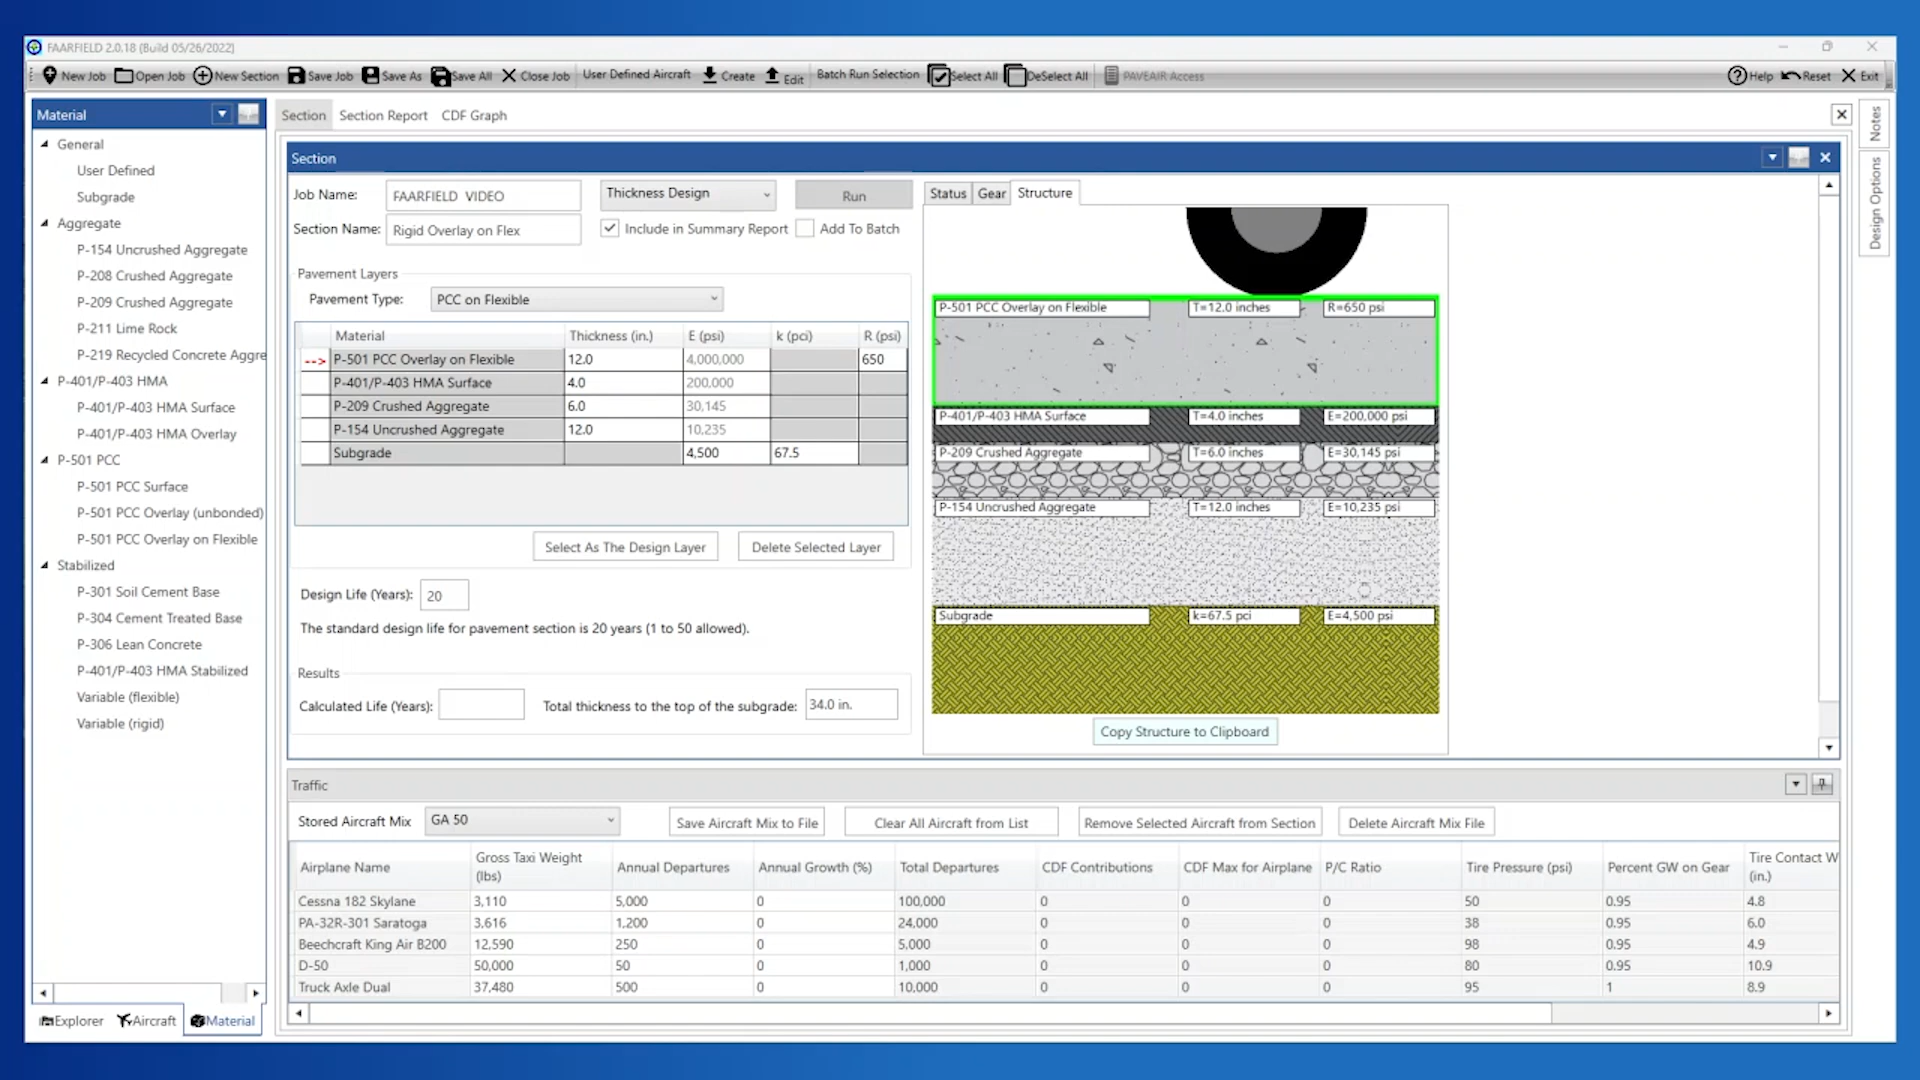 FAARFIELD 2.0.18 (Build 05/26/2022)
New Job Open Job New Section Save Job Save As Save All Close Job User Defined Aircraft Create Edit Batch Run Selection Select All DeSelect All PAVEAIR Access Help Reset Exit
Material
General
User Defined
Subgrade
Aggregate
P-154 Uncrushed Aggregate
P-208 Crushed Aggregate
P-209 Crushed Aggregate
P-211 Lime Rock
P-219 Recycled Concrete Aggre
P-401/P-403 HMA
P-401/P-403 HMA Surface
P-401/P-403 HMA Overlay
P-501 PCC
P-501 PCC Surface
P-501 PCC Overlay (unbonded)
P-501 PCC Overlay on Flexible
Stabilized
P-301 Soil Cement Base
P-304 Cement Treated Base
P-306 Lean Concrete
P-401/P-403 HMA Stabilized
Variable (flexible)
Variable (rigid)
Explorer Aircraft Material
Section Section Report CDF Graph
Section
Job Name: FAARFIELD VIDEO Thickness Design Run
Section Name: Rigid Overlay on Flex Include in Summary Report Add To Batch
Pavement Layers
Pavement Type: PCC on Flexible
Material Thickness (in.) E (psi) k (pci) R (psi)
--> P-501 PCC Overlay on Flexible 12.0 4,000,000 650
P-401/P-403 HMA Surface 4.0 200,000
P-209 Crushed Aggregate 6.0 30,145
P-154 Uncrushed Aggregate 12.0 10,235
Subgrade 4,500 67.5
Select As The Design Layer Delete Selected Layer
Design Life (Years): 20
The standard design life for pavement section is 20 years (1 to 50 allowed).
Results
Calculated Life (Years): Total thickness to the top of the subgrade: 34.0 in.
Status Gear Structure
P-501 PCC Overlay on Flexible T=12.0 inches R=650 psi
P-401/P-403 HMA Surface T=4.0 inches E=200,000 psi
P-209 Crushed Aggregate T=6.0 inches E=30,145 psi
P-154 Uncrushed Aggregate T=12.0 inches E=10,235 psi
Subgrade k=67.5 pci E=4,500 psi
Copy Structure to Clipboard
Notes
Design Options
Traffic
Stored Aircraft Mix GA 50 Save Aircraft Mix to File Clear All Aircraft from List Remove Selected Aircraft from Section Delete Aircraft Mix File
Airplane Name Gross Taxi Weight (lbs) Annual Departures Annual Growth (%) Total Departures CDF Contributions CDF Max for Airplane P/C Ratio Tire Pressure (psi) Percent GW on Gear Tire Contact W (in.)
Cessna 182 Skylane 3,110 5,000 0 100,000 0 0 0 50 0.95 4.8
PA-32R-301 Saratoga 3,616 1,200 0 24,000 0 0 0 38 0.95 6.0
Beechcraft King Air B200 12,590 250 0 5,000 0 0 0 98 0.95 4.9
D-50 50,000 50 0 1,000 0 0 0 80 0.95 10.9
Truck Axle Dual 37,480 500 0 10,000 0 0 0 95 1 8.9